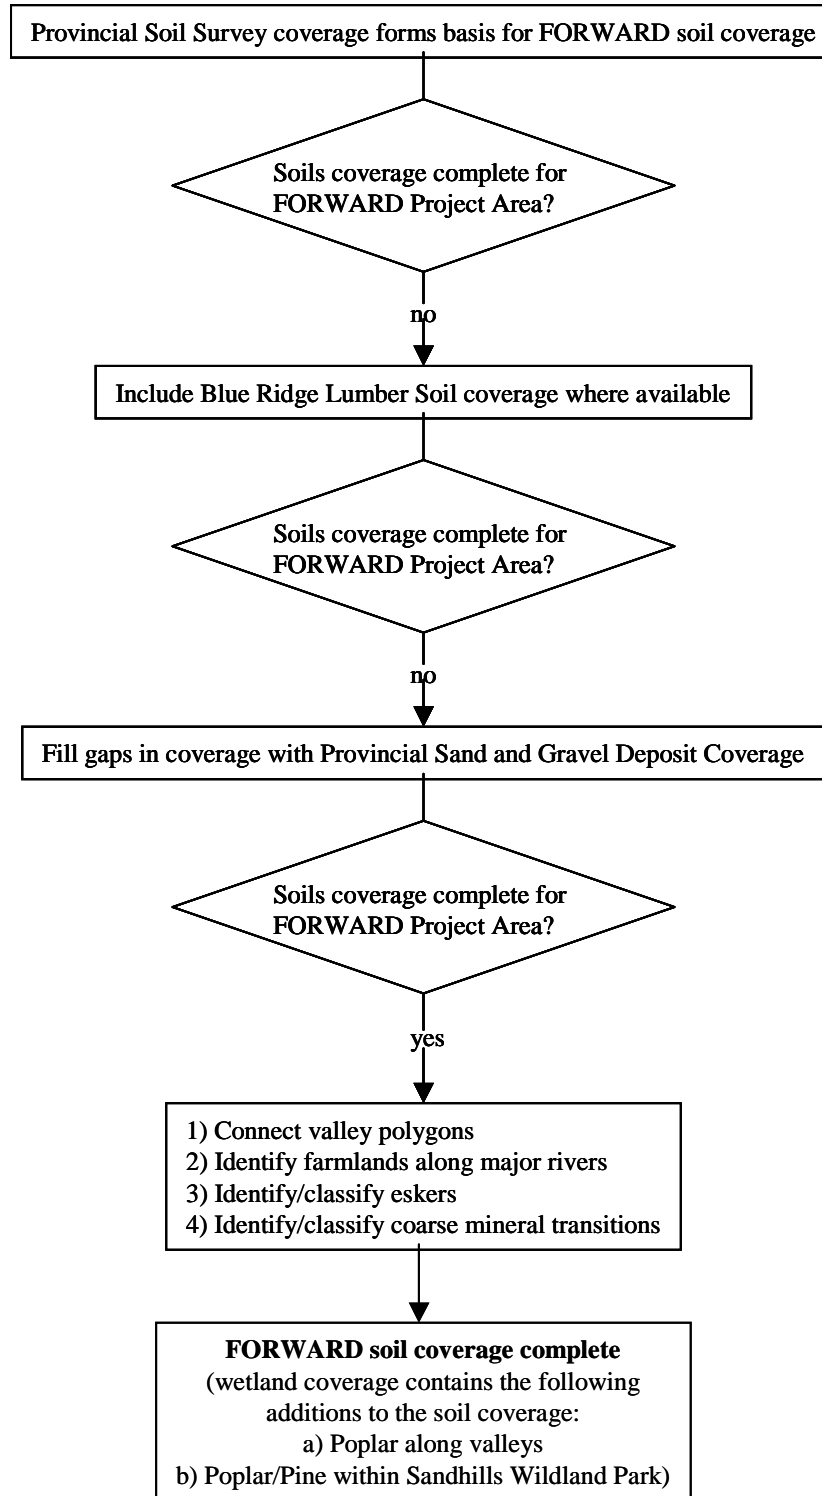 Provincial Soil Survey coverage forms basis for FORWARD soil coverage
Soils coverage complete for
FORWARD Project Area?
no
Include Blue Ridge Lumber Soil coverage where available
Soils coverage complete for
FORWARD Project Area?
no
Fill gaps in coverage with Provincial Sand and Gravel Deposit Coverage
Soils coverage complete for
FORWARD Project Area?
yes
1) Connect valley polygons
2) Identify farmlands along major rivers
3) Identify/classify eskers
4) Identify/classify coarse mineral transitions
FORWARD soil coverage complete
(wetland coverage contains the following
additions to the soil coverage:
a) Poplar along valleys
b) Poplar/Pine within Sandhills Wildland Park)